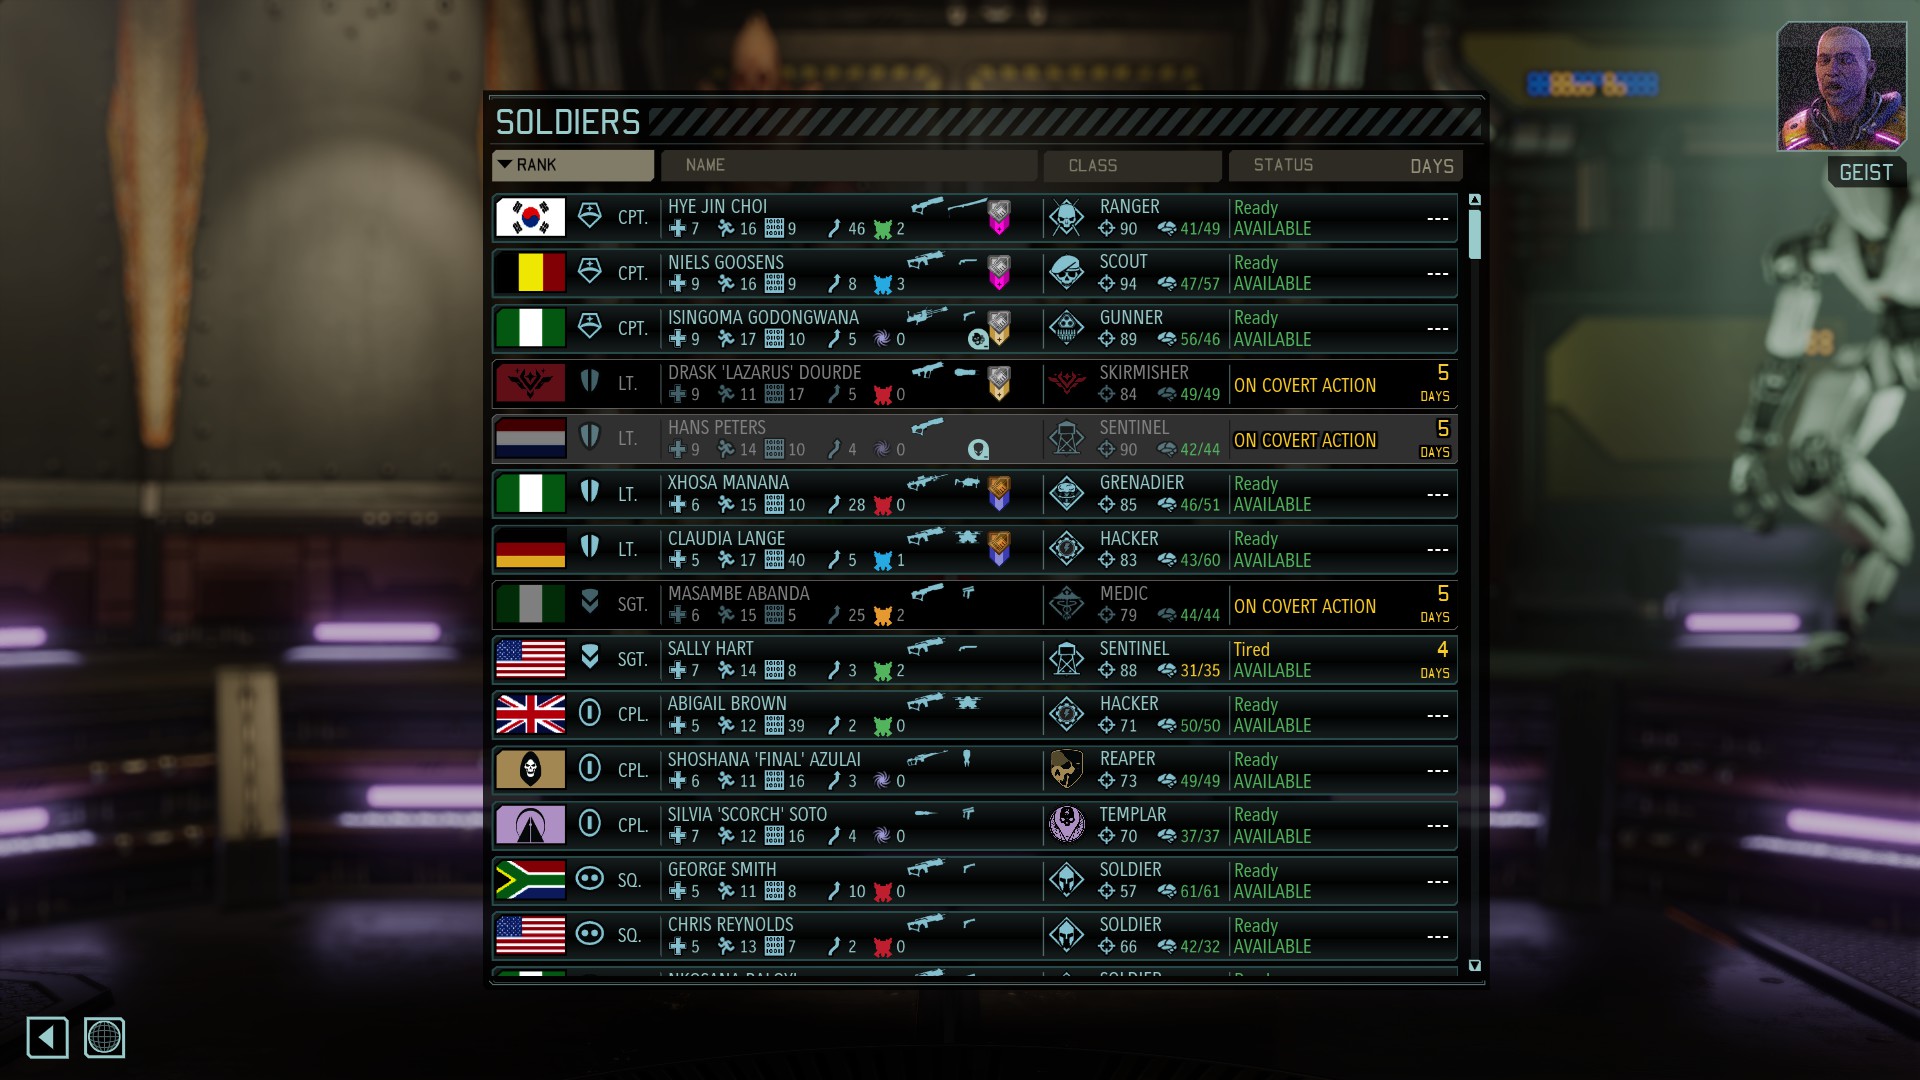 GEIST
SOLDIERS
RANK NAME CLASS STATUS DAYS
CPT. HYE JIN CHOI RANGER Ready
7 16 9 46 2 90 41/49 AVAILABLE ---
CPT. NIELS GOOSENS SCOUT Ready
9 16 9 8 3 94 47/57 AVAILABLE ---
CPT. ISINGOMA GODONGWANA GUNNER Ready
9 17 10 5 0 89 56/46 AVAILABLE ---
LT. DRASK 'LAZARUS' DOURDE SKIRMISHER ON COVERT ACTION 5
9 11 17 5 0 84 49/49 DAYS
LT. HANS PETERS SENTINEL ON COVERT ACTION 5
9 14 10 4 0 90 42/44 DAYS
LT. XHOSA MANANA GRENADIER Ready
6 15 10 28 0 85 46/51 AVAILABLE ---
LT. CLAUDIA LANGE HACKER Ready
5 17 40 5 1 83 43/60 AVAILABLE ---
SGT. MASAMBE ABANDA MEDIC ON COVERT ACTION 5
6 15 5 25 2 79 44/44 DAYS
SGT. SALLY HART SENTINEL Tired 4
7 14 8 3 2 88 31/35 AVAILABLE DAYS
CPL. ABIGAIL BROWN HACKER Ready
5 12 39 2 0 71 50/50 AVAILABLE ---
CPL. SHOSHANA 'FINAL' AZULAI REAPER Ready
6 11 16 3 0 73 49/49 AVAILABLE ---
CPL. SILVIA 'SCORCH' SOTO TEMPLAR Ready
7 12 16 4 0 70 37/37 AVAILABLE ---
SQ. GEORGE SMITH SOLDIER Ready
5 11 8 10 0 57 61/61 AVAILABLE ---
SQ. CHRIS REYNOLDS SOLDIER Ready
5 13 7 2 0 66 42/32 AVAILABLE ---